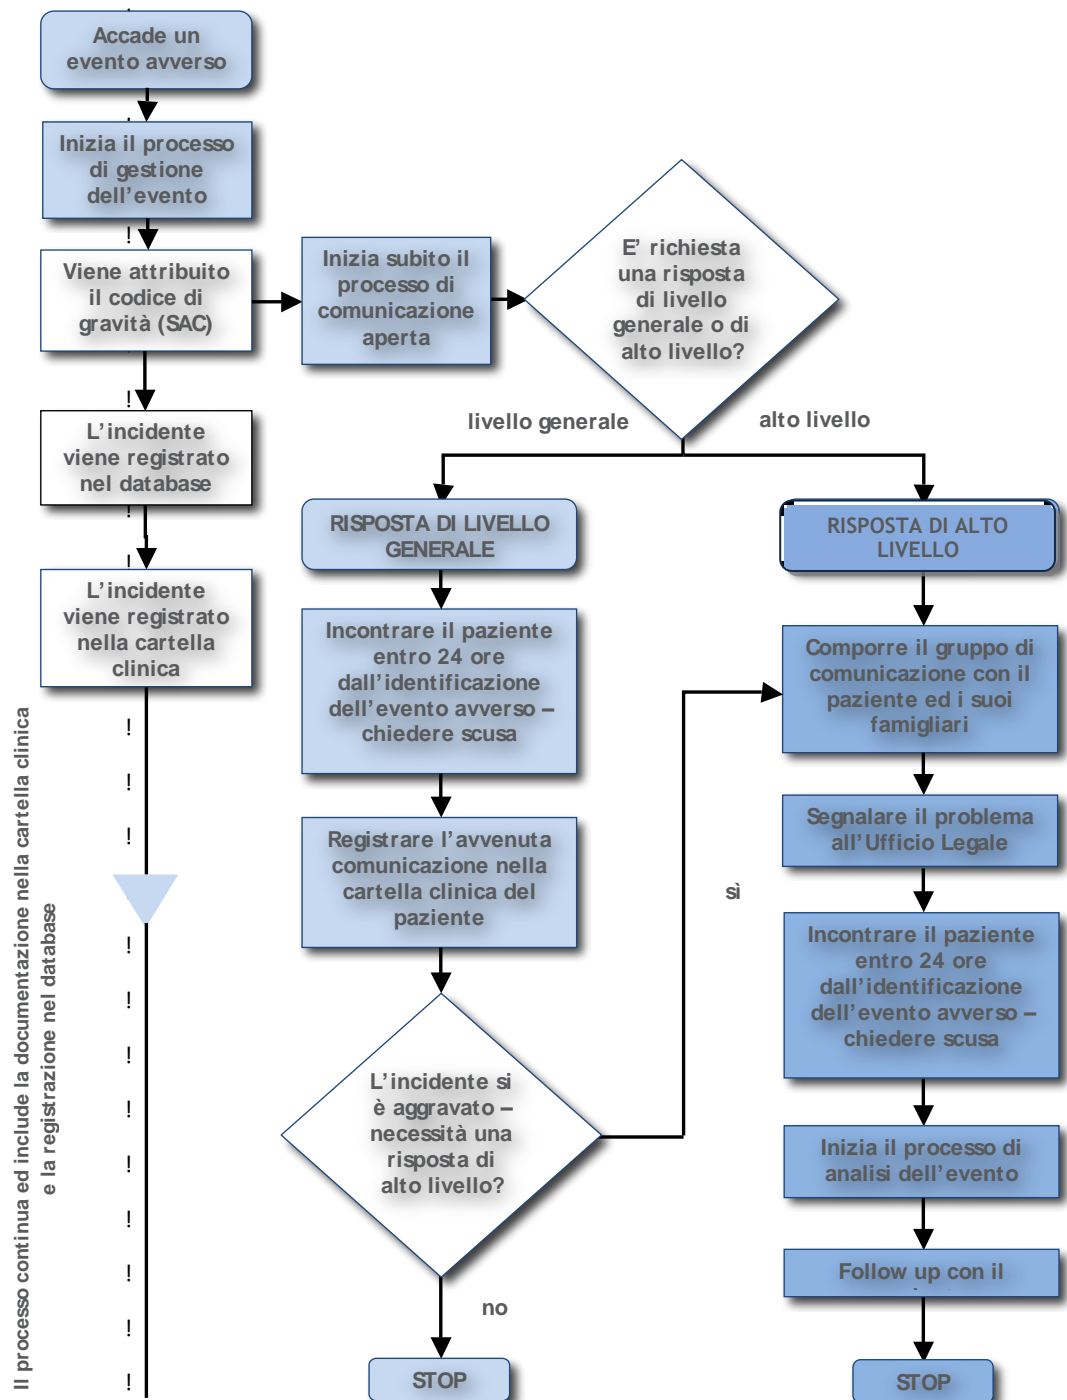 Accade un
evento avverso
Inizia il processo
di gestione
dell'evento
Viene attribuito
il codice di
gravità (SAC)
Inizia subito il
processo di
comunicazione
aperta
E' richiesta
una risposta
di livello
generale o di
alto livello?
L'incidente
viene registrato
nel database
L'incidente
viene registrato
nella cartella
clinica
livello generale
alto livello
RISPOSTA DI LIVELLO
GENERALE
Incontrare il paziente
entro 24 ore
dall'identificazione
dell'evento avverso –
chiedere scusa
Registrare l'avvenuta
comunicazione nella
cartella clinica del
paziente
L'incidente si
è aggravato –
necessità una
risposta di
alto livello?
sì
no
STOP
RISPOSTA DI ALTO
LIVELLO
Comporre il gruppo di
comunicazione con il
paziente ed i suoi
famigliari
Segnalare il problema
all'Ufficio Legale
Incontrare il paziente
entro 24 ore
dall'identificazione
dell'evento avverso –
chiedere scusa
Inizia il processo di
analisi dell'evento
Follow up con il
STOP
Il processo continua ed include la documentazione nella cartella clinica
e la registrazione nel database